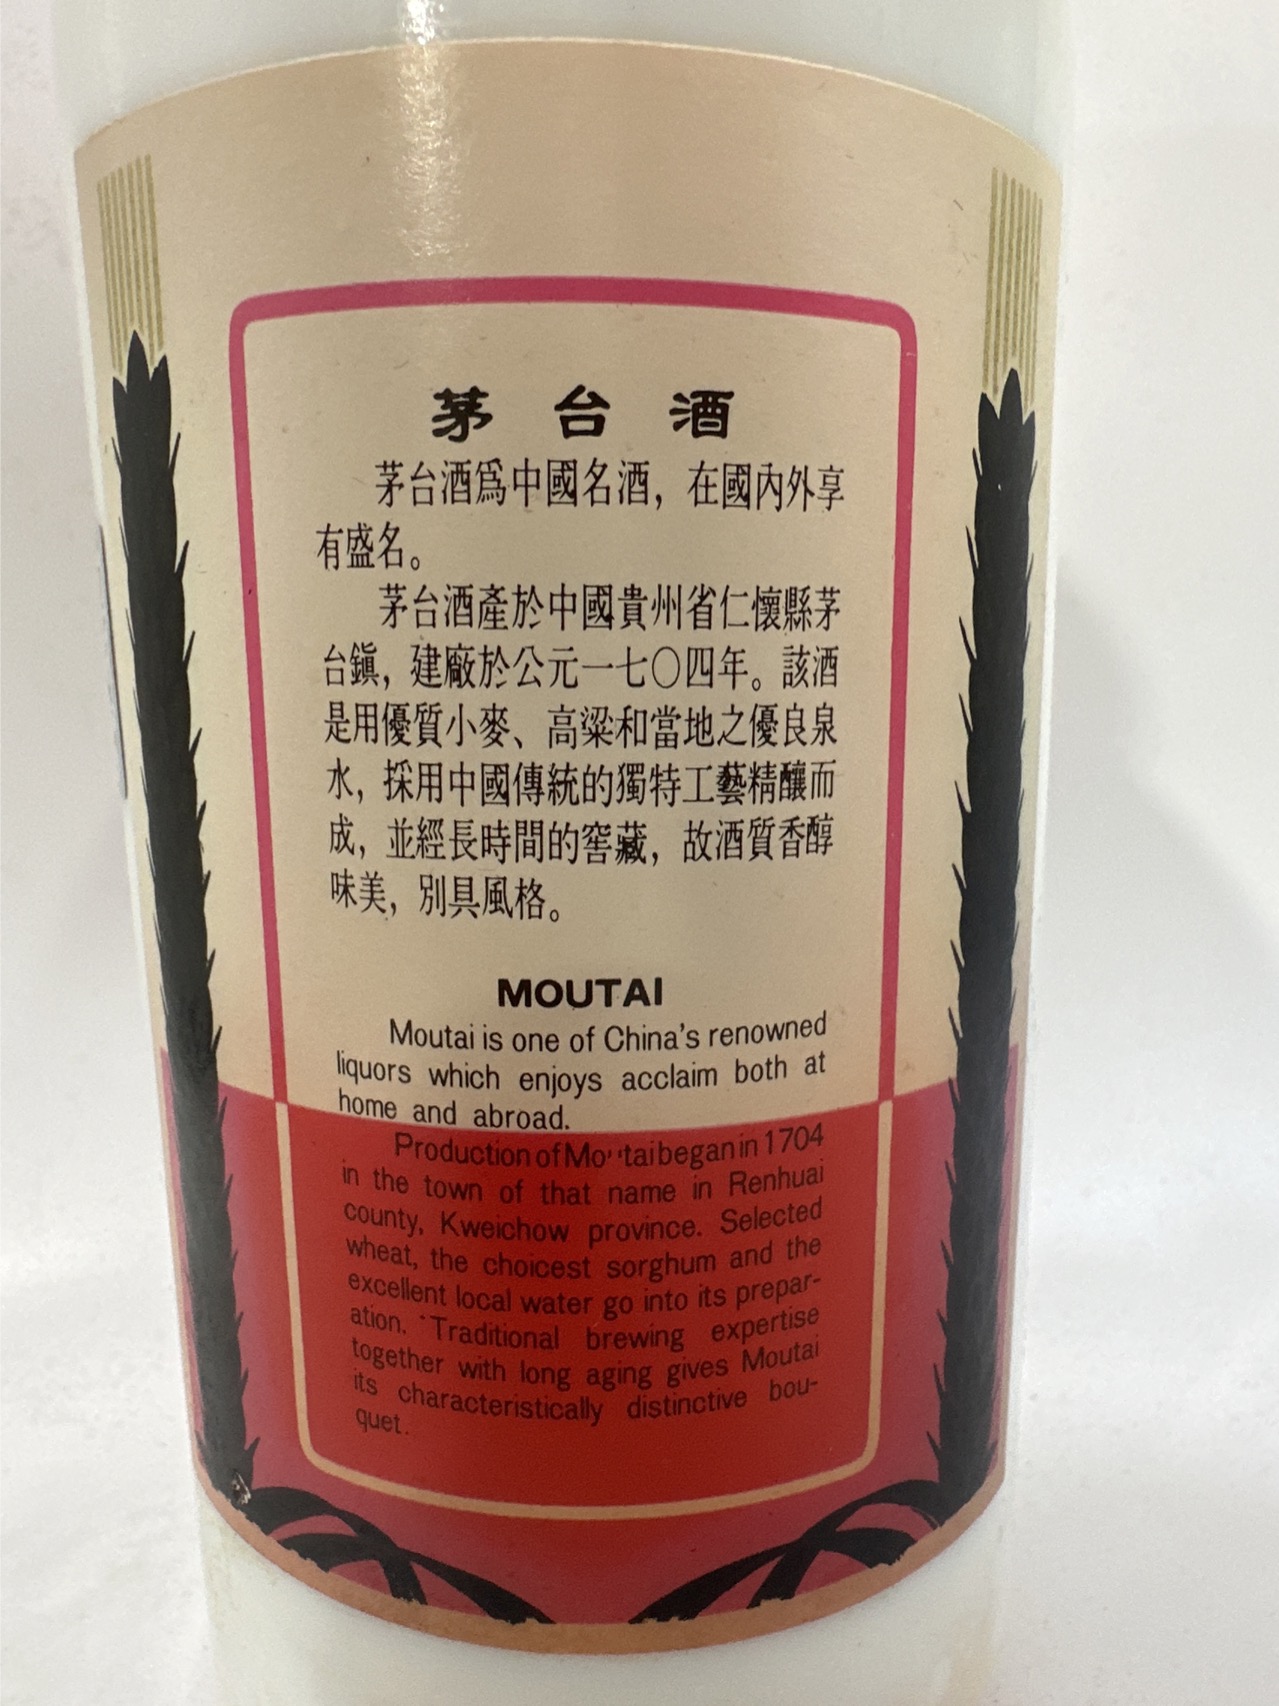 茅台酒
茅台酒爲中國名酒，在國內外享
有盛名。
茅台酒產於中國貴州省仁懷縣茅
台鎭，建廠於公元一七〇四年。該酒
是用優質小麥、高粱和當地之優良泉
水，採用中國傳統的獨特工藝精釀而
成，並經長時間的窖藏，故酒質香醇
味美，別具風格。
MOUTAI
Moutai is one of China's renowned
liquors which enjoys acclaim both at
home and abroad.
Production of Moutai began in 1704
in the town of that name in Renhuai
county, Kweichow province. Selected
wheat, the choicest sorghum and the
excellent local water go into its prepar-
ation. Traditional brewing expertise
together with long aging gives Moutai
its characteristically distinctive bou-
quet.